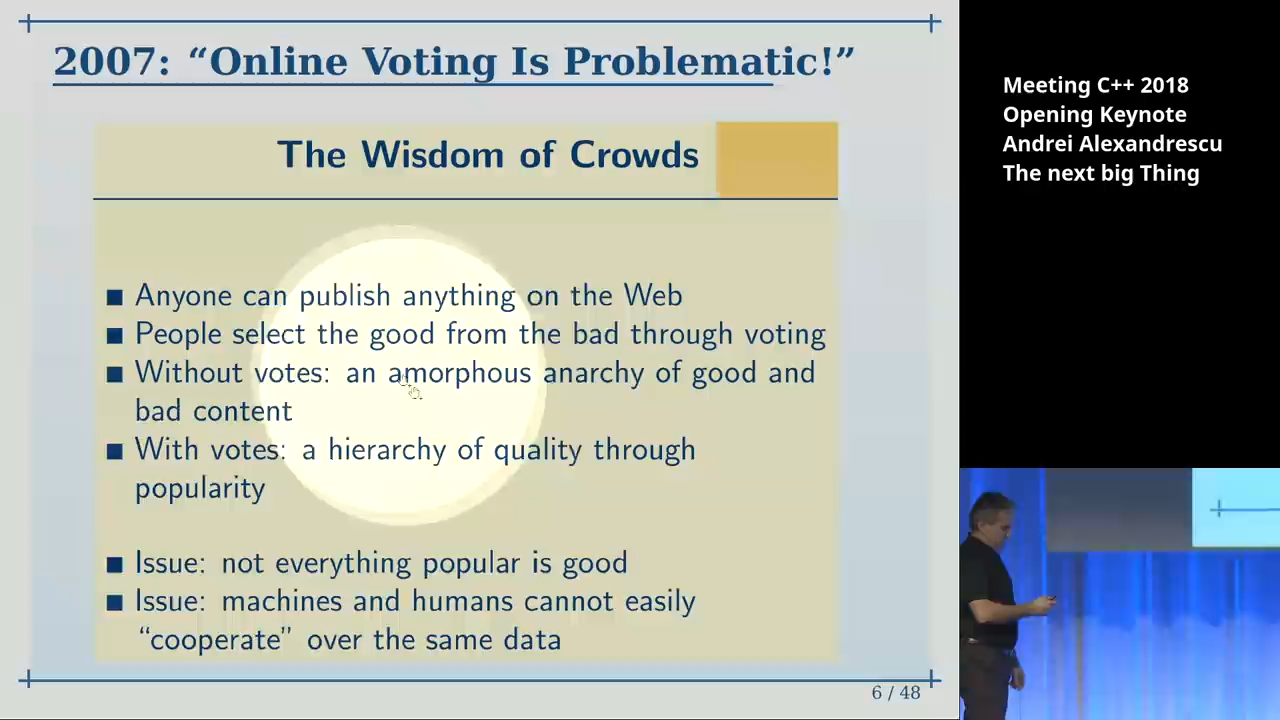 2007: “Online Voting Is Problematic!”
The Wisdom of Crowds
■ Anyone can publish anything on the Web
■ People select the good from the bad through voting
■ Without votes: an amorphous anarchy of good and
bad content
■ With votes: a hierarchy of quality through
popularity
■ Issue: not everything popular is good
■ Issue: machines and humans cannot easily
“cooperate” over the same data
6 / 48
Meeting C++ 2018
Opening Keynote
Andrei Alexandrescu
The next big Thing